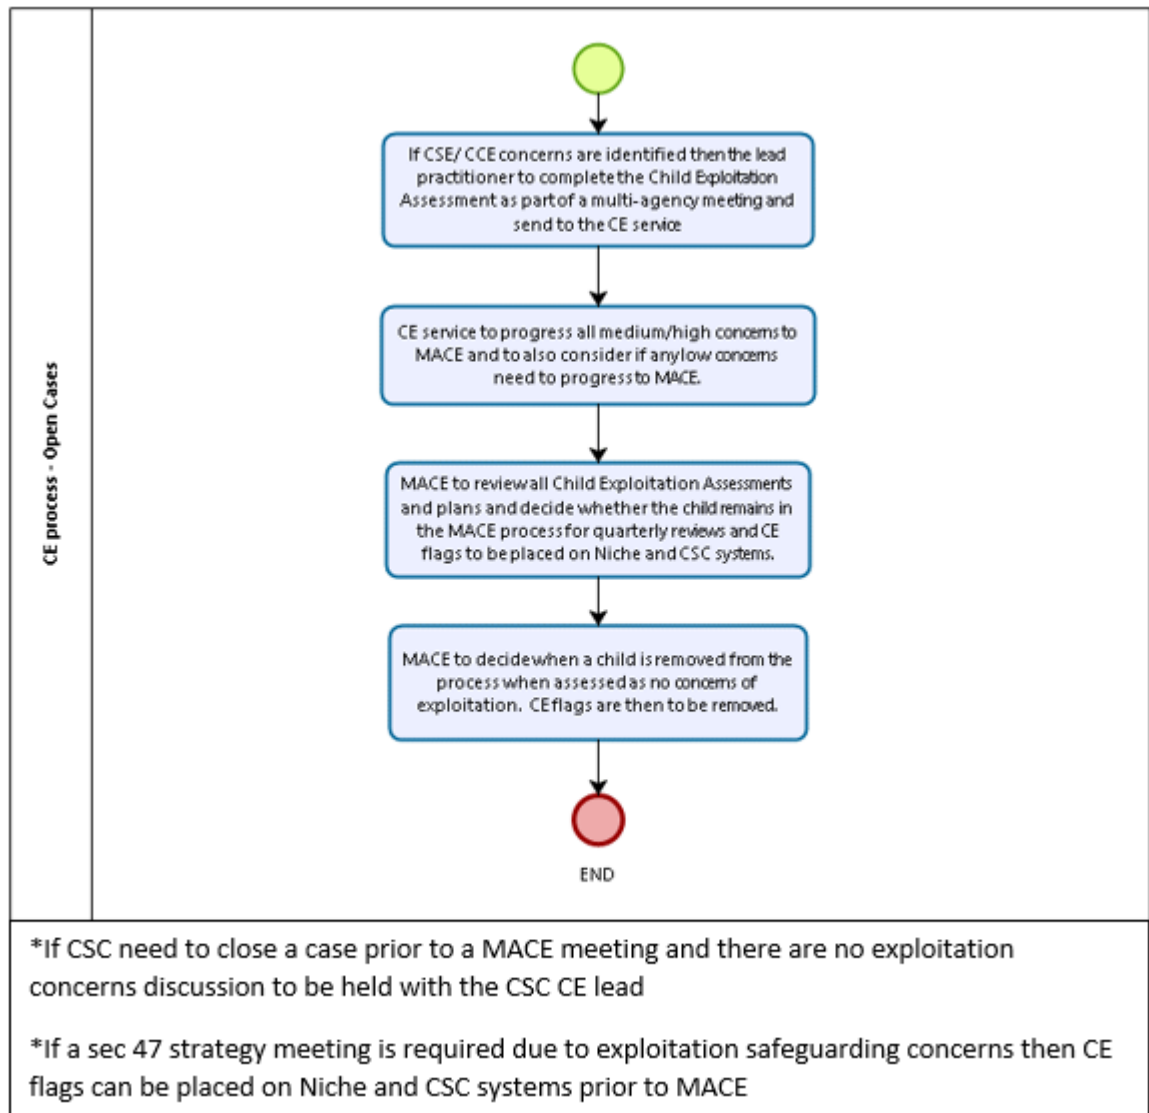 CE process - Open Cases
If CSE/ CCE concerns are identified then the lead
practitioner to complete the Child Exploitation
Assessment as part of a multi-agency meeting and
send to the CE service
CE service to progress all medium/high concerns to
MACE and to also consider if any low concerns
need to progress to MACE.
MACE to review all Child Exploitation Assessments
and plans and decide whether the child remains in
the MACE process for quarterly reviews and CE
flags to be placed on Niche and CSC systems.
MACE to decide when a child is removed from the
process when assessed as no concerns of
exploitation. CE flags are then to be removed.
END
*If CSC need to close a case prior to a MACE meeting and there are no exploitation
concerns discussion to be held with the CSC CE lead
*If a sec 47 strategy meeting is required due to exploitation safeguarding concerns then CE
flags can be placed on Niche and CSC systems prior to MACE